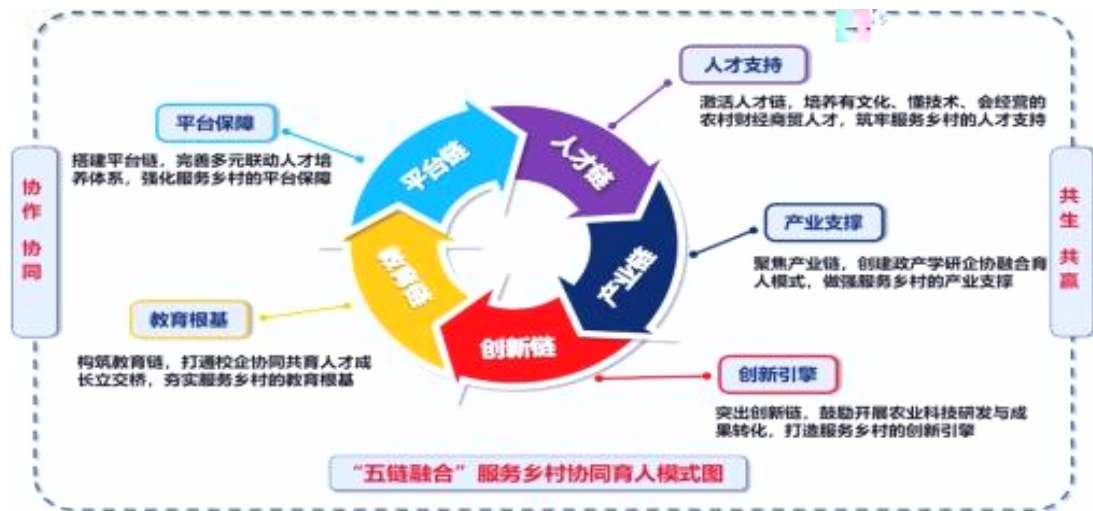 人才支持
激活人才链，培养有文化、懂技术、会经营的
农村财经商贸人才，筑牢服务乡村的人才支持
平台保障
搭建平台链，完善多元联动人才培
养体系，强化服务乡村的平台保障
协作 协同
共生 共赢
平台链
人才链
产业链
创新链
教育链
产业支撑
聚焦产业链，创建政产学研企协融合育
人模式，做强服务乡村的产业支撑
教育根基
构筑教育链，打通校企协同共育人才成
长立交桥，夯实服务乡村的教育根基
创新引擎
突出创新链，鼓励开展农业科技研发与成
果转化，打造服务乡村的创新引擎
“五链融合”服务乡村协同育人模式图